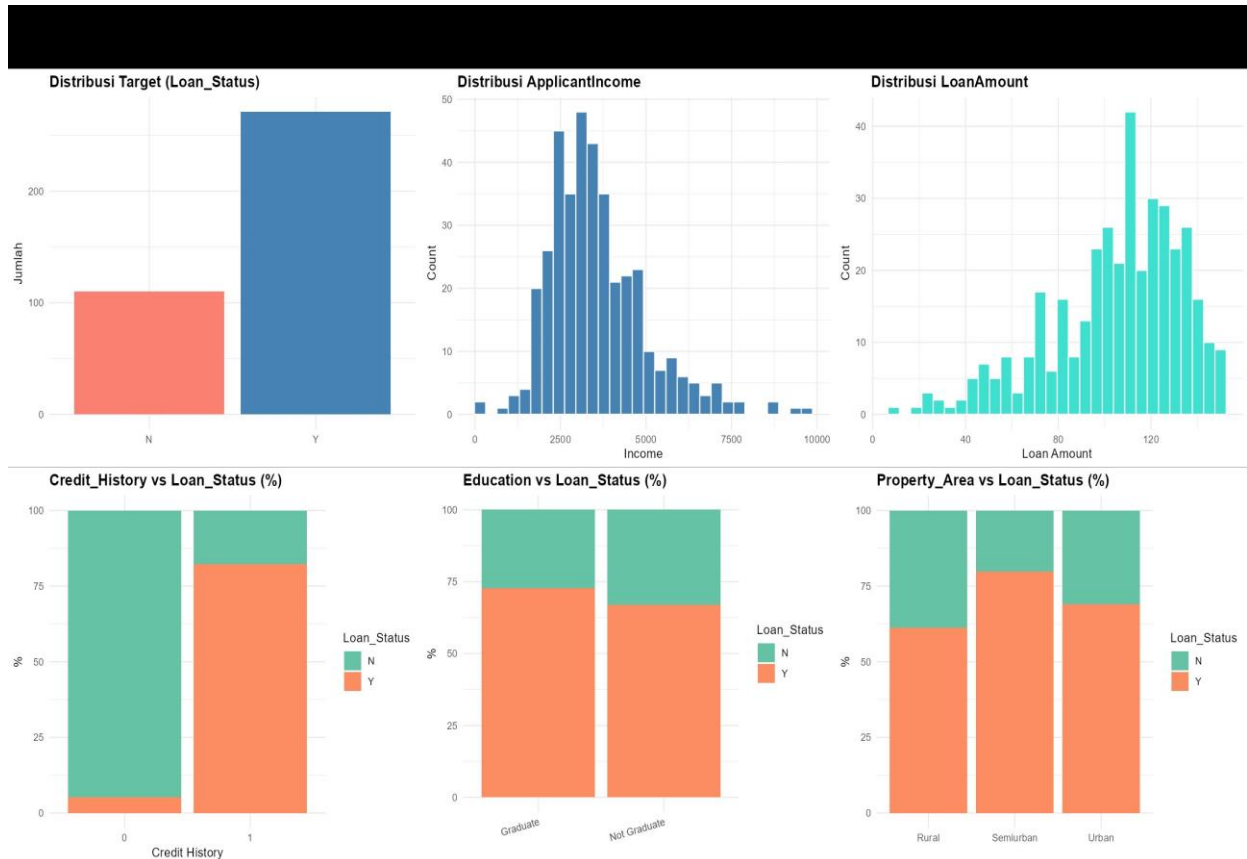 Distribusi Target (Loan_Status)
Jumlah
200
100
0
N
Y
Distribusi ApplicantIncome
Count
50
40
30
20
10
0
0
2500
5000
7500
10000
Income
Distribusi LoanAmount
Count
40
30
20
10
0
0
40
80
120
Loan Amount
Credit_History vs Loan_Status (%)
%
100
75
50
25
0
0
1
Credit History
Loan_Status
N
Y
Education vs Loan_Status (%)
%
100
75
50
25
0
Graduate
Not Graduate
Loan_Status
N
Y
Property_Area vs Loan_Status (%)
%
100
75
50
25
0
Rural
Semiurban
Urban
Loan_Status
N
Y